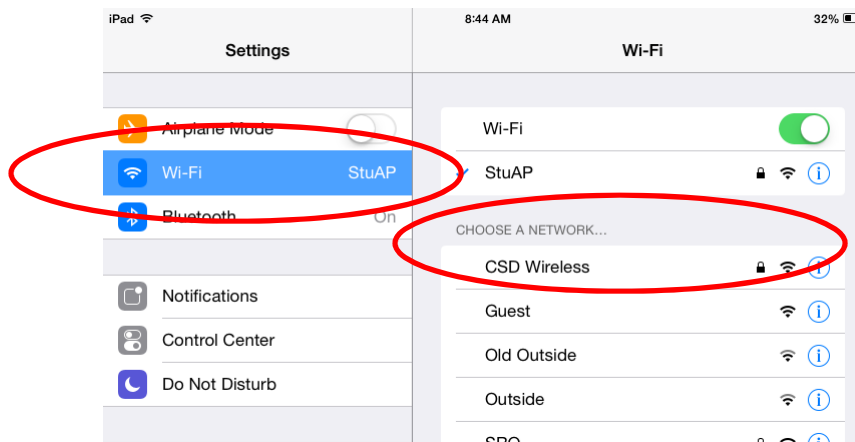 iPad 8:44 AM 32%
Settings
Wi-Fi
Airplane Mode
Wi-Fi StuAP
Bluetooth On
Notifications
Control Center
Do Not Disturb
Wi-Fi
StuAP
CHOOSE A NETWORK...
CSD Wireless
Guest
Old Outside
Outside